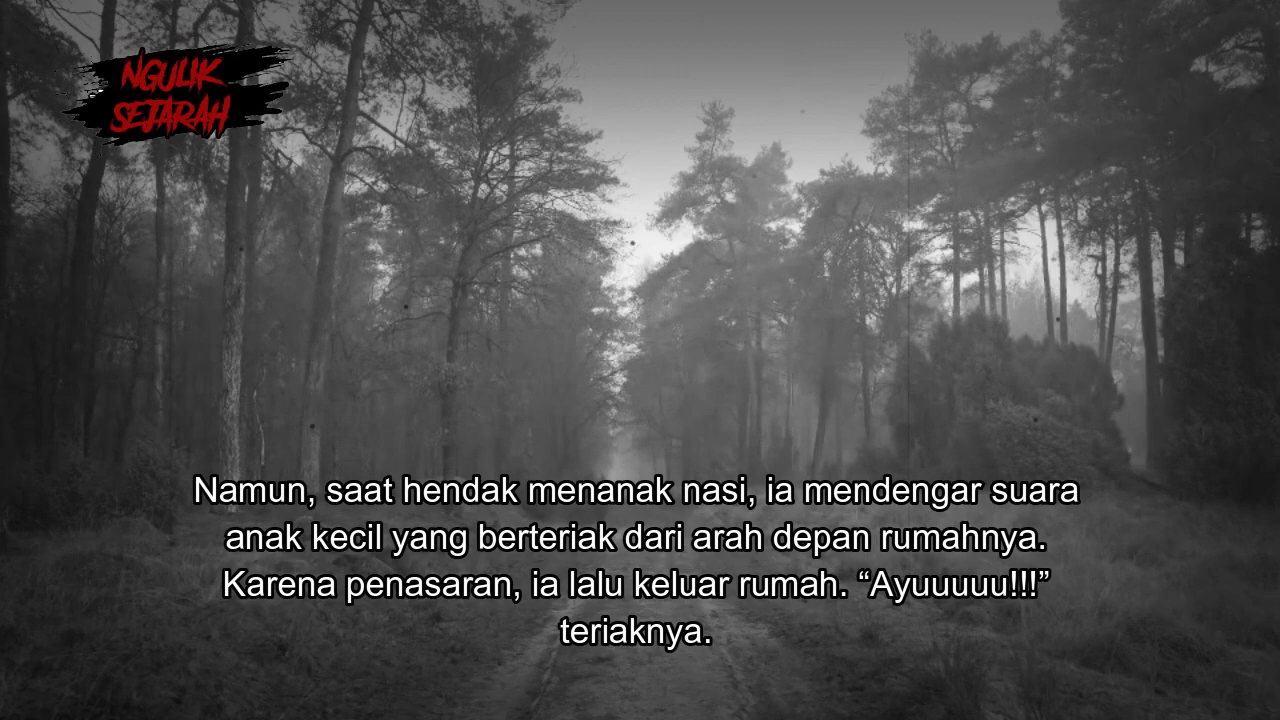 NGULIK
SEJARAH
Namun, saat hendak menanak nasi, ia mendengar suara
anak kecil yang berteriak dari arah depan rumahnya.
Karena penasaran, ia lalu keluar rumah. “Ayuuuuu!!!”
teriaknya.